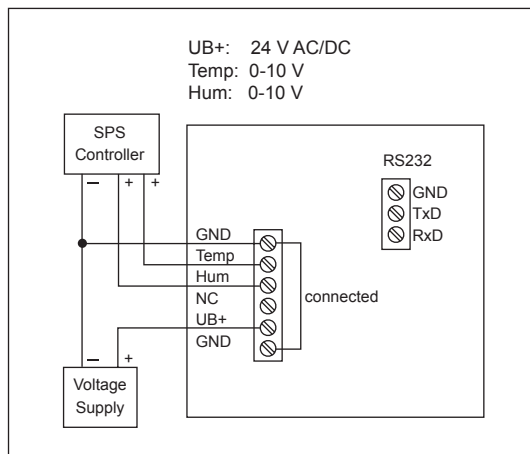 UB+: 24 V AC/DC
Temp: 0-10 V
Hum: 0-10 V
SPS
Controller
— + +
RS232
GND
TxD
RxD
GND
Temp
Hum
NC
UB+
GND
connected
— +
Voltage
Supply